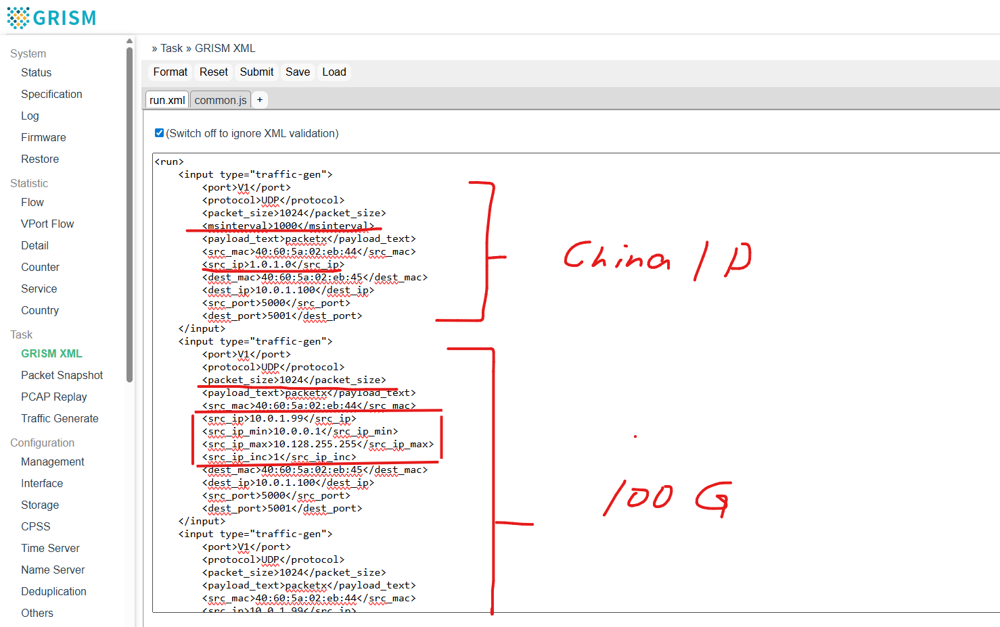 GRISM
System
Status
Specification
Log
Firmware
Restore
Statistic
Flow
VPort Flow
Detail
Counter
Service
Country
Task
GRISM XML
Packet Snapshot
PCAP Replay
Traffic Generate
Configuration
Management
Interface
Storage
CPSS
Time Server
Name Server
Deduplication
Others
» Task » GRISM XML
Format Reset Submit Save Load
run.xml common.js +
(Switch off to ignore XML validation)
<run>
<input type="traffic-gen">
<port>V1</port>
<protocol>UDP</protocol>
<packet_size>1024</packet_size>
<msinterval>1000</msinterval>
<payload_text>packetx</payload_text>
<src_mac>40:60:5a:02:eb:44</src_mac>
<src_ip>1.0.1.0</src_ip>
<dest_mac>40:60:5a:02:eb:45</dest_mac>
<dest_ip>10.0.1.100</dest_ip>
<src_port>5000</src_port>
<dest_port>5001</dest_port>
</input>
China IP
<input type="traffic-gen">
<port>V1</port>
<protocol>UDP</protocol>
<packet_size>1024</packet_size>
<payload_text>packetx</payload_text>
<src_mac>40:60:5a:02:eb:44</src_mac>
<src_ip>10.0.1.99</src_ip>
<src_ip_min>10.0.0.1</src_ip_min>
<src_ip_max>10.128.255.255</src_ip_max>
<src_ip_inc>1</src_ip_inc>
<dest_mac>40:60:5a:02:eb:45</dest_mac>
<dest_ip>10.0.1.100</dest_ip>
<src_port>5000</src_port>
<dest_port>5001</dest_port>
</input>
100 G
<input type="traffic-gen">
<port>V1</port>
<protocol>UDP</protocol>
<packet_size>1024</packet_size>
<payload_text>packetx</payload_text>
<src_mac>40:60:5a:02:eb:44</src_mac>
<src_ip>10.0.1.99</src_ip>